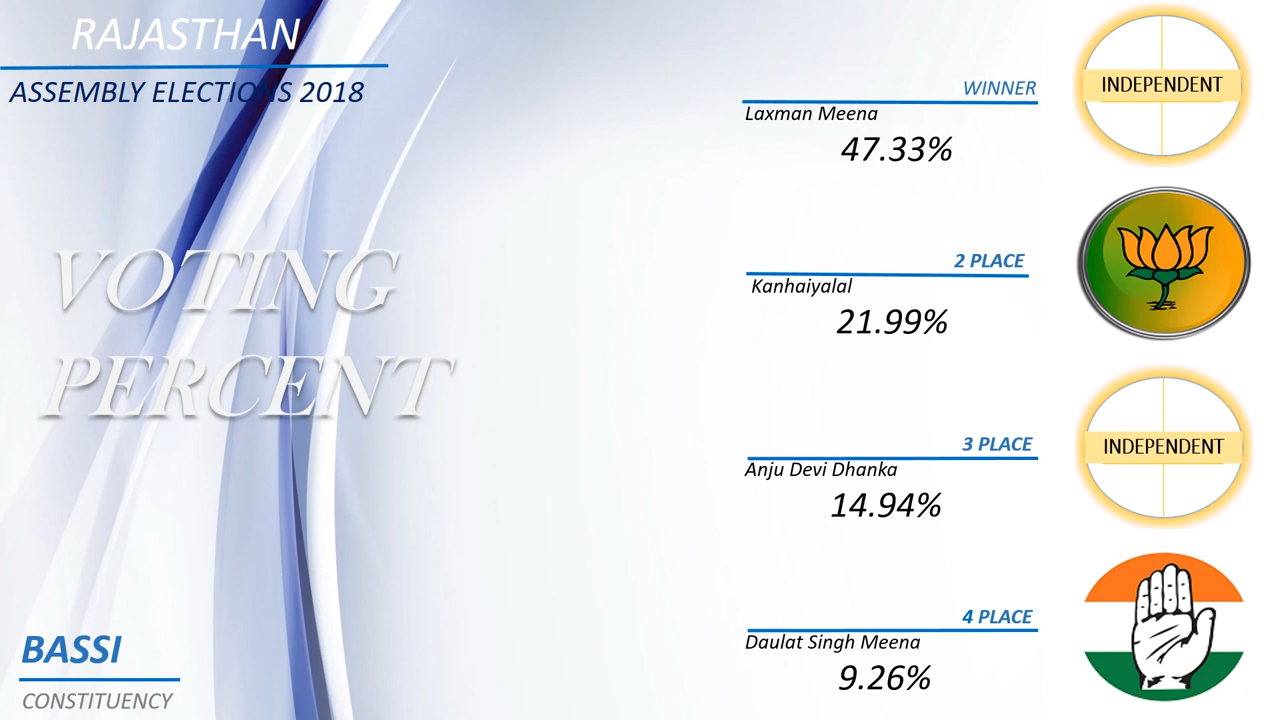 RAJASTHAN
ASSEMBLY ELECTIONS 2018
VOTING
PERCENT
BASSI
CONSTITUENCY
WINNER
Laxman Meena
47.33%
INDEPENDENT
2 PLACE
Kanhaiyalal
21.99%
3 PLACE
Anju Devi Dhanka
14.94%
INDEPENDENT
4 PLACE
Daulat Singh Meena
9.26%